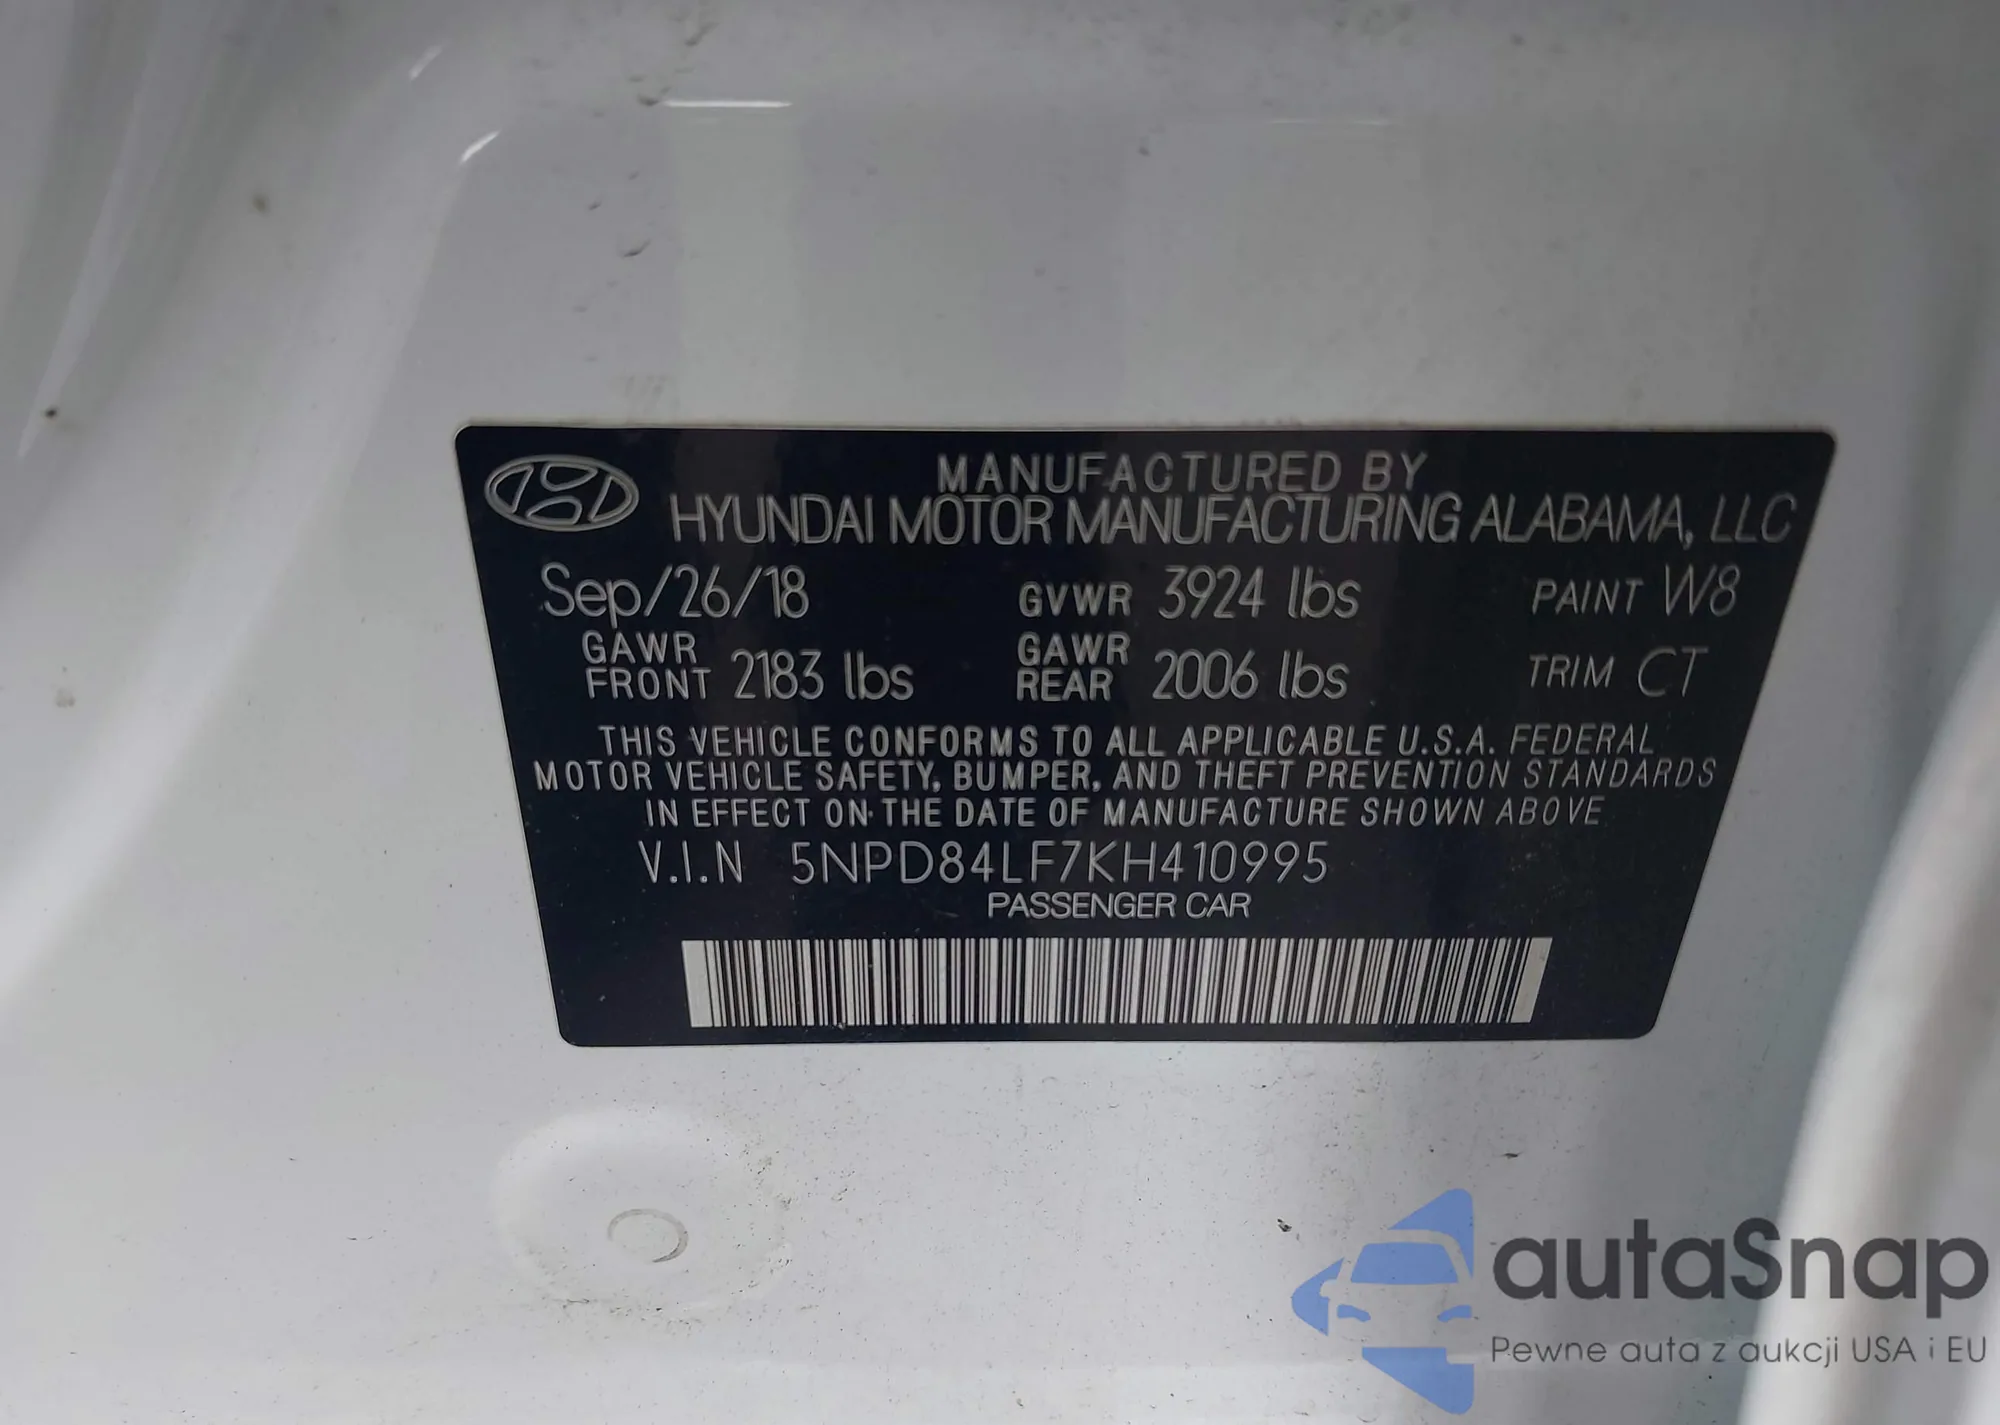 MANUFACTURED BY
HYUNDAI MOTOR MANUFACTURING ALABAMA, LLC
Sep/26/18 GVWR 3924 lbs PAINT W8
GAWR FRONT 2183 lbs GAWR REAR 2006 lbs TRIM CT
THIS VEHICLE CONFORMS TO ALL APPLICABLE U.S.A. FEDERAL
MOTOR VEHICLE SAFETY, BUMPER, AND THEFT PREVENTION STANDARDS
IN EFFECT ON THE DATE OF MANUFACTURE SHOWN ABOVE
V.I.N 5NPD84LF7KH410995
PASSENGER CAR
autoSnap
Pewne auta z aukcji USA i EU